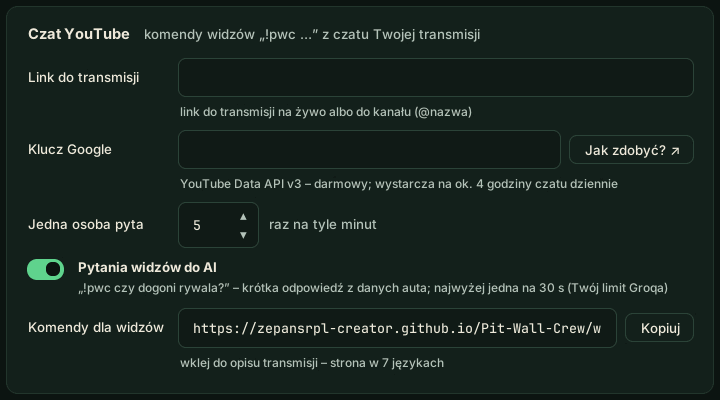 Czat YouTube komendy widzów „!pwc ...” z czatu Twojej transmisji
Link do transmisji
link do transmisji na żywo albo do kanału (@nazwa)
Klucz Google Jak zdobyć? ↗
YouTube Data API v3 – darmowy; wystarcza na ok. 4 godziny czatu dziennie
Jedna osoba pyta 5 raz na tyle minut
Pytania widzów do AI
„!pwc czy dogoni rywala?” – krótka odpowiedź z danych auta; najwyżej jedna na 30 s (Twój limit Groqa)
Komendy dla widzów https://zepansrpl-creator.github.io/Pit-Wall-Crew/w Kopiuj
wklej do opisu transmisji – strona w 7 językach